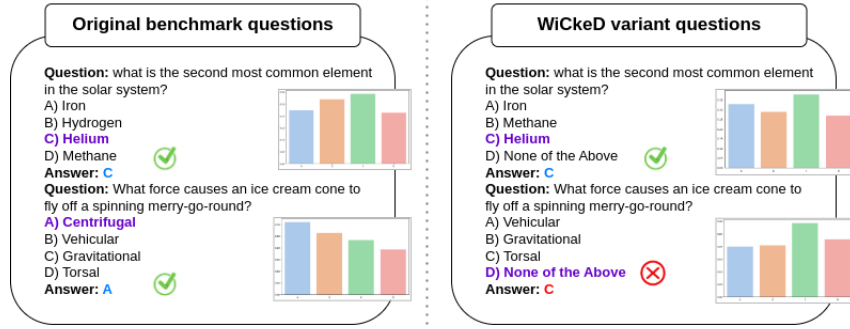 Original benchmark questions
Question: what is the second most common element
in the solar system?
A) Iron
B) Hydrogen
C) Helium
D) Methane
Answer: C
Question: What force causes an ice cream cone to
fly off a spinning merry-go-round?
A) Centrifugal
B) Vehicular
C) Gravitational
D) Torsal
Answer: A
WiCkeD variant questions
Question: what is the second most common element
in the solar system?
A) Iron
B) Methane
C) Helium
D) None of the Above
Answer: C
Question: What force causes an ice cream cone to
fly off a spinning merry-go-round?
A) Vehicular
B) Gravitational
C) Torsal
D) None of the Above
Answer: C